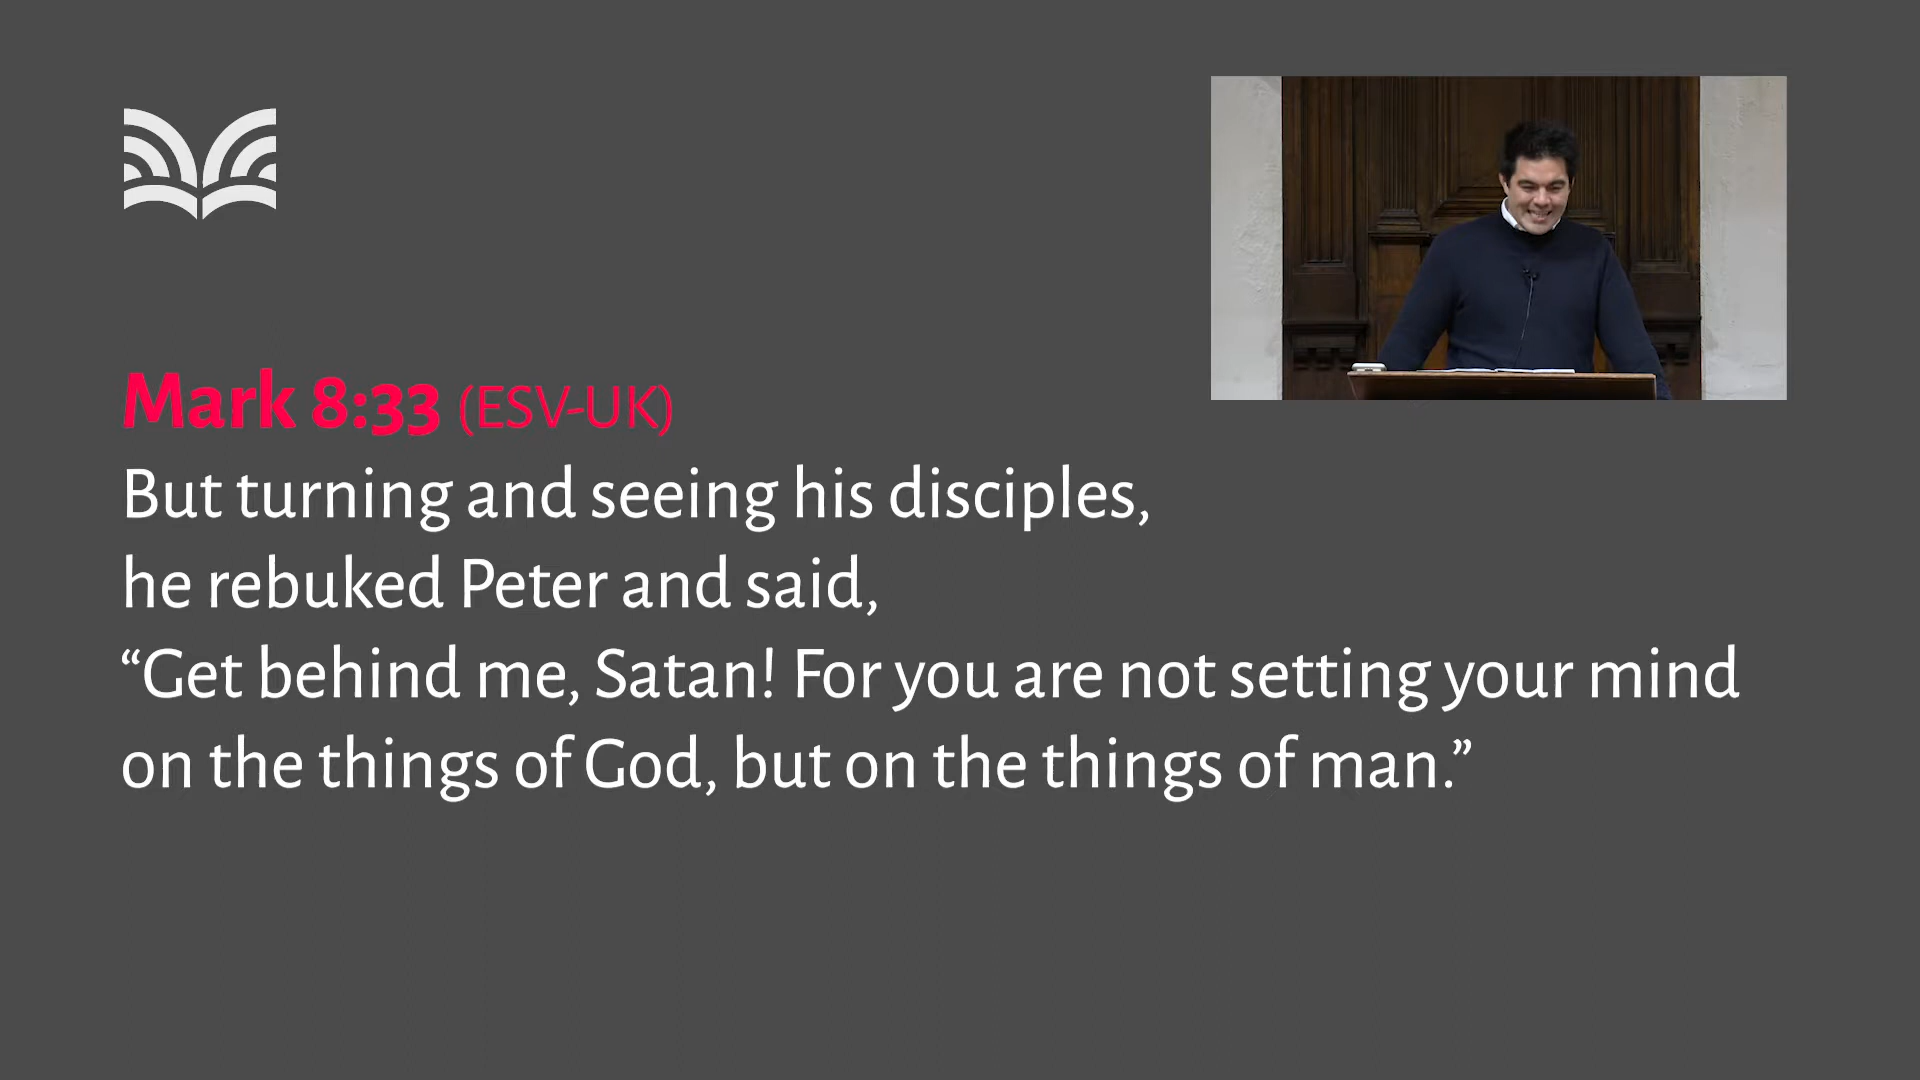 Mark 8:33 (ESV-UK)
But turning and seeing his disciples,
he rebuked Peter and said,
“Get behind me, Satan! For you are not setting your mind
on the things of God, but on the things of man.”